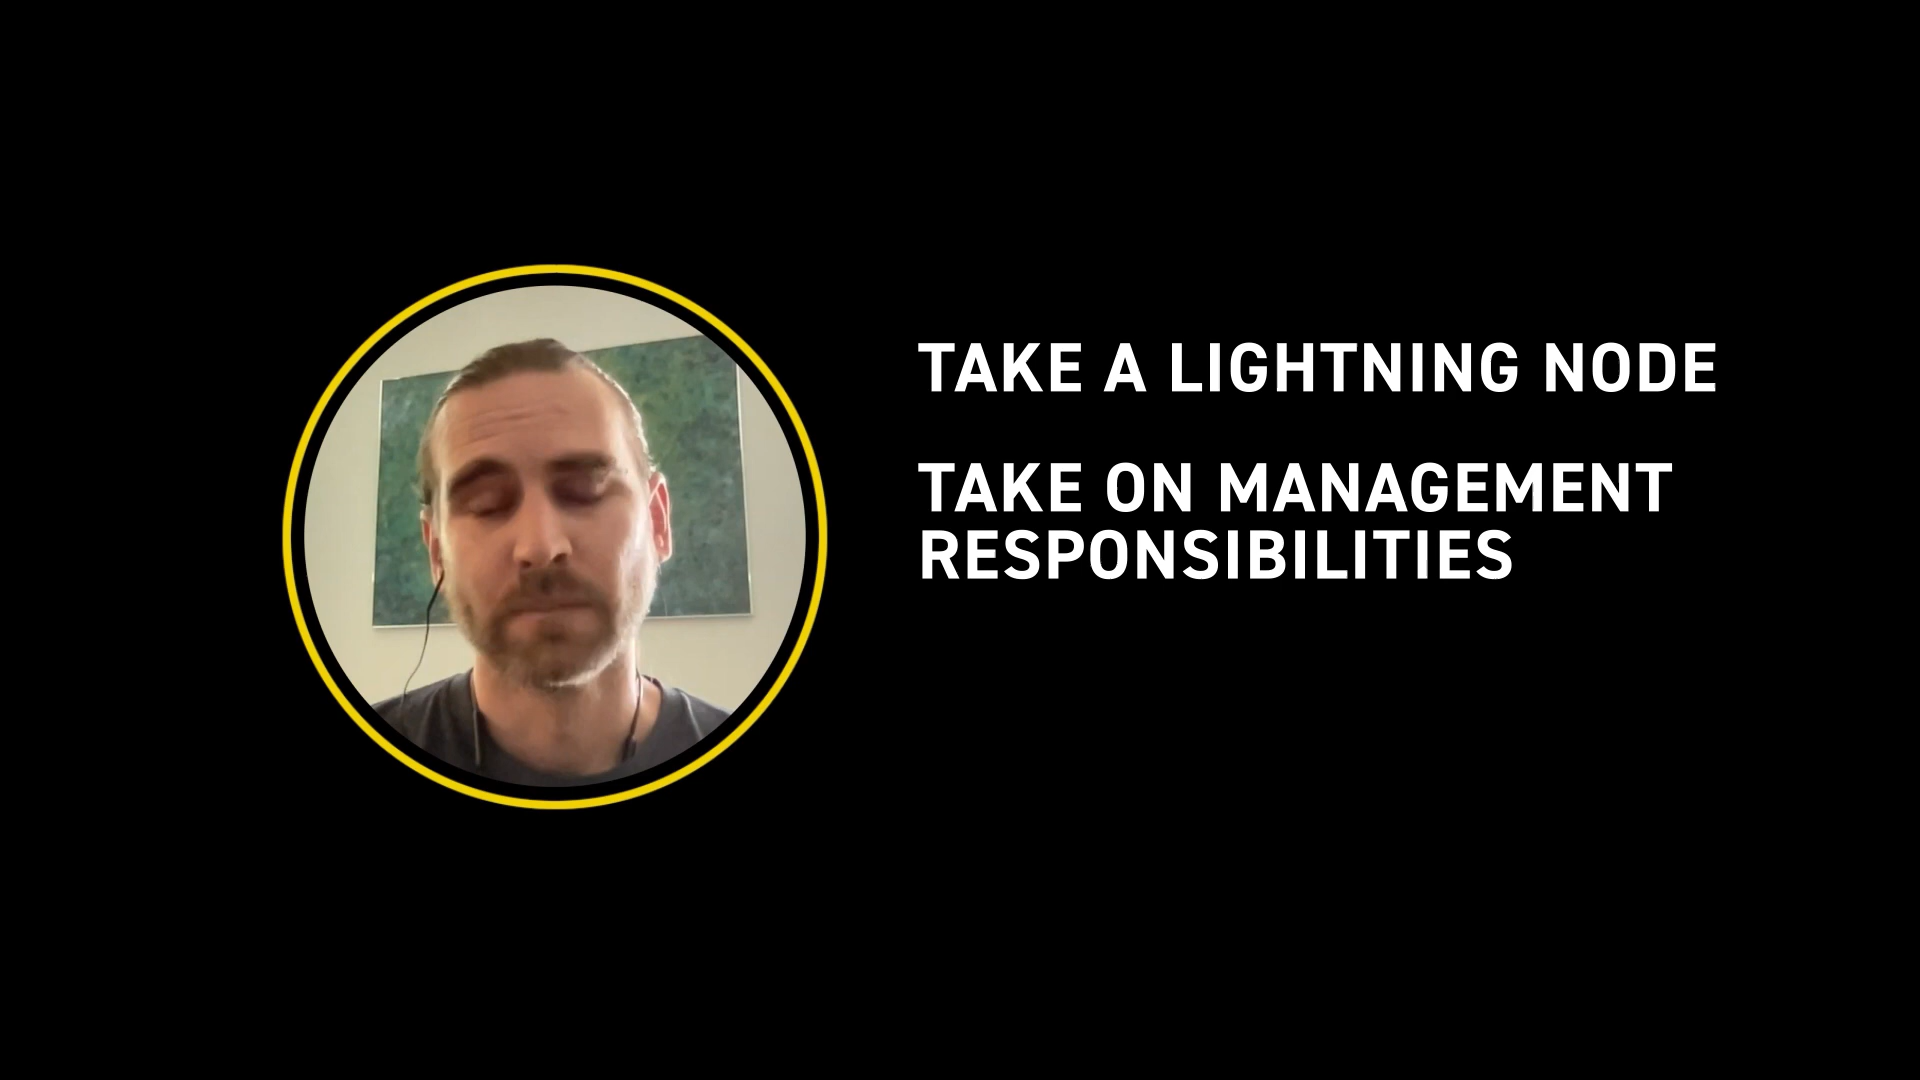 TAKE A LIGHTNING NODE
TAKE ON MANAGEMENT
RESPONSIBILITIES